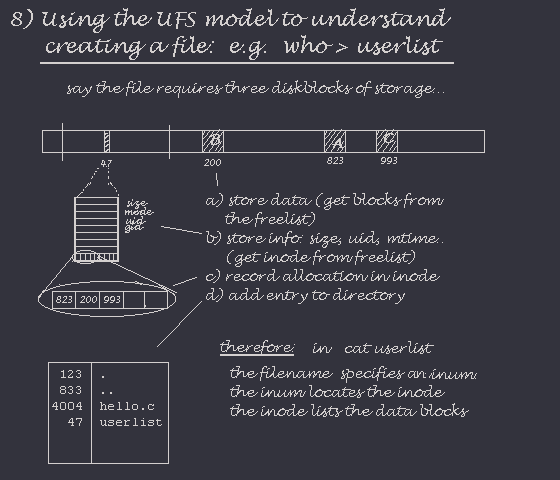 8) Using the UFS model to understand
creating a file: e.g. who > userlist
say the file requires three diskblocks of storage..
B A C
47 200 823 993
size
mode
uid
gid
a) store data (get blocks from
the freelist)
b) store info: size, uid, mtime..
(get inode from freelist)
c) record allocation in inode
d) add entry to directory
823 200 993
therefore: in cat userlist
the filename specifies an inum
the inum locates the inode
the inode lists the data blocks
123 .
833 ..
4004 hello.c
47 userlist